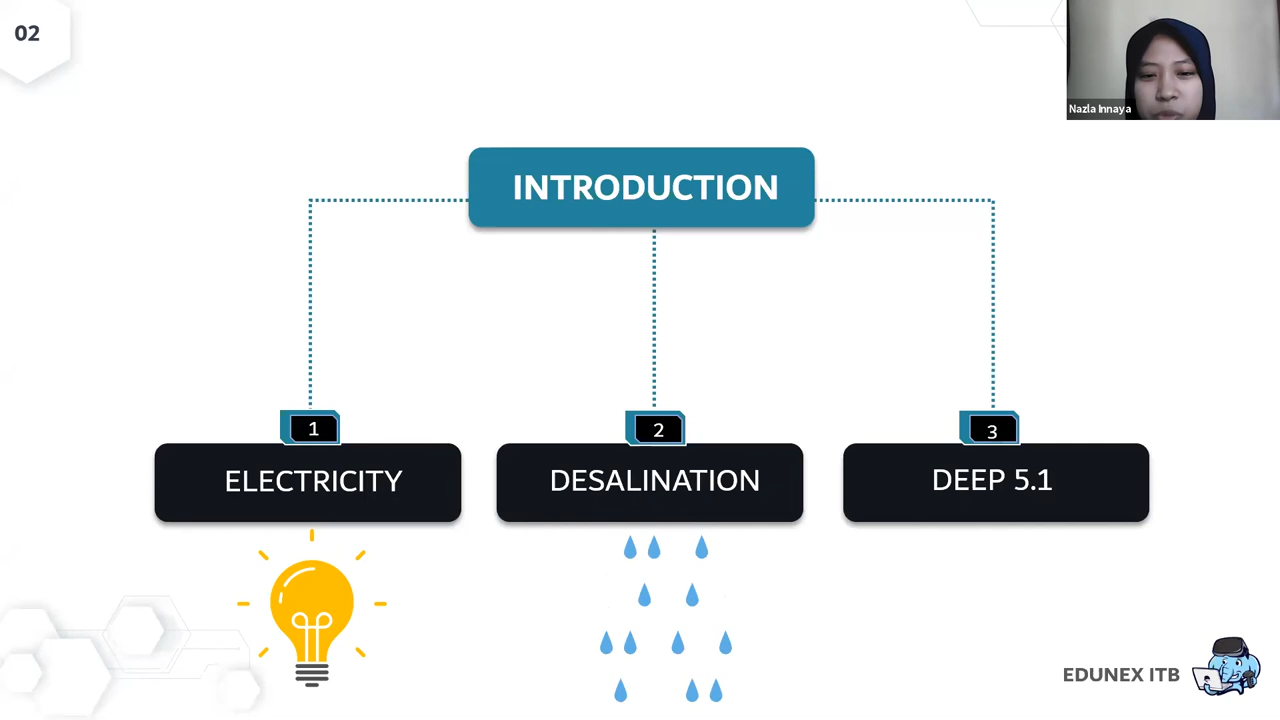 02
Nazla Innaya
INTRODUCTION
1
2
3
ELECTRICITY
DESALINATION
DEEP 5.1
EDUNEX ITB